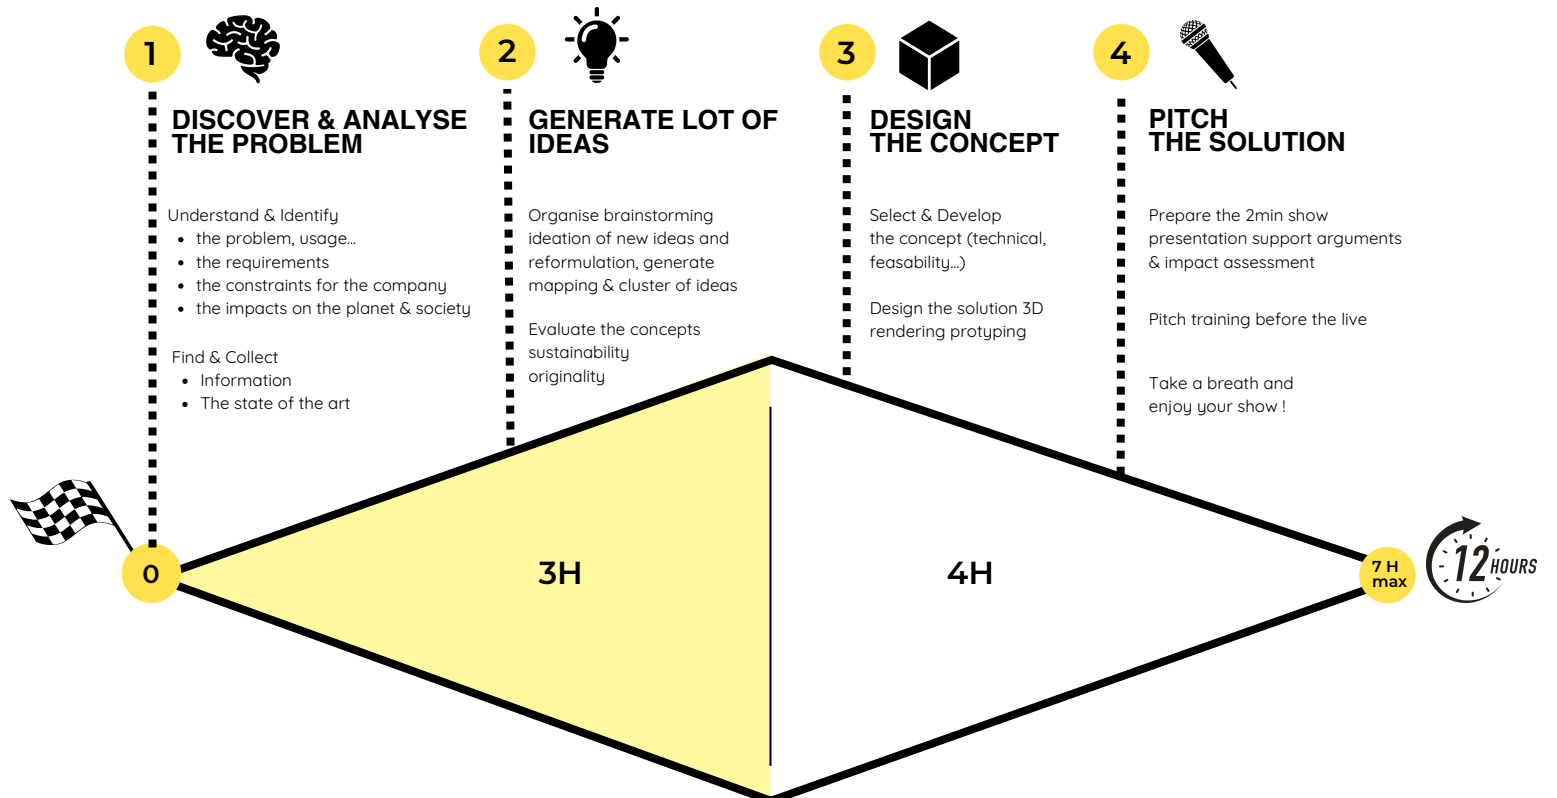 1
DISCOVER & ANALYSE
THE PROBLEM
Understand & Identify
• the problem, usage...
• the requirements
• the constraints for the company
• the impacts on the planet & society
Find & Collect
• Information
• The state of the art
2
GENERATE LOT OF
IDEAS
Organise brainstorming
ideation of new ideas and
reformulation, generate
mapping & cluster of ideas
Evaluate the concepts
sustainability
originality
3
DESIGN
THE CONCEPT
Select & Develop
the concept (technical,
feasability...)
Design the solution 3D
rendering protyping
4
PITCH
THE SOLUTION
Prepare the 2min show
presentation support arguments
& impact assessment
Pitch training before the live
Take a breath and
enjoy your show !
0
3H
4H
7 H
max
12 HOURS